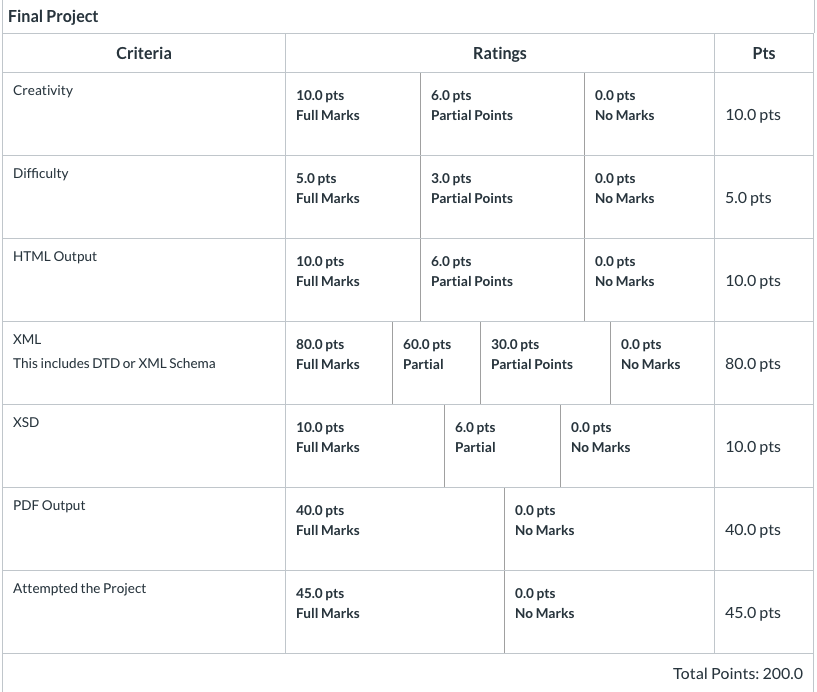 Final Project
Criteria Ratings Pts
Creativity
10.0 pts 6.0 pts 0.0 pts
Full Marks Partial Points No Marks
10.0 pts
Difficulty
5.0 pts 3.0 pts 0.0 pts
Full Marks Partial Points No Marks
5.0 pts
HTML Output
10.0 pts 6.0 pts 0.0 pts
Full Marks Partial Points No Marks
10.0 pts
XML
This includes DTD or XML Schema
80.0 pts 60.0 pts 30.0 pts 0.0 pts
Full Marks Partial Partial Points No Marks
80.0 pts
XSD
10.0 pts 6.0 pts 0.0 pts
Full Marks Partial No Marks
10.0 pts
PDF Output
40.0 pts 0.0 pts
Full Marks No Marks
40.0 pts
Attempted the Project
45.0 pts 0.0 pts
Full Marks No Marks
45.0 pts
Total Points: 200.0